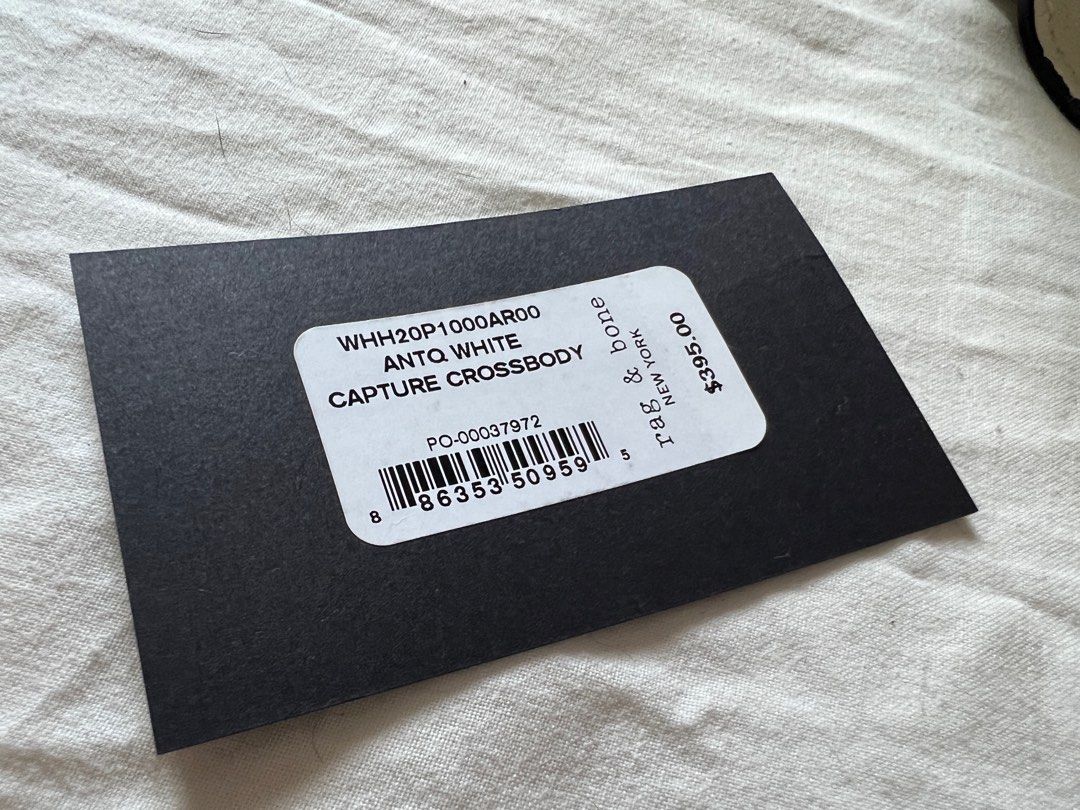 WHH20P1000AR00
ANTQ WHITE
CAPTURE CROSSBODY
PO-00037972
8 86353 50959 5
rag & bone
NEW YORK
$395.00